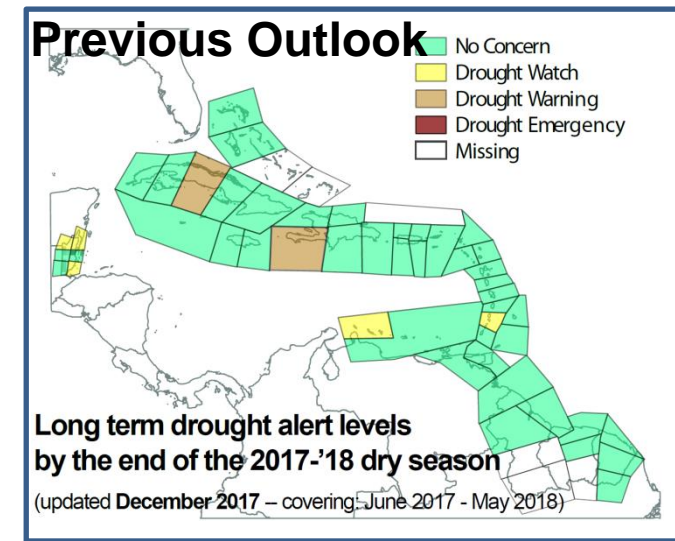 Previous Outlook
No Concern
Drought Watch
Drought Warning
Drought Emergency
Missing
Long term drought alert levels
by the end of the 2017-'18 dry season
(updated December 2017 – covering: June 2017 - May 2018)